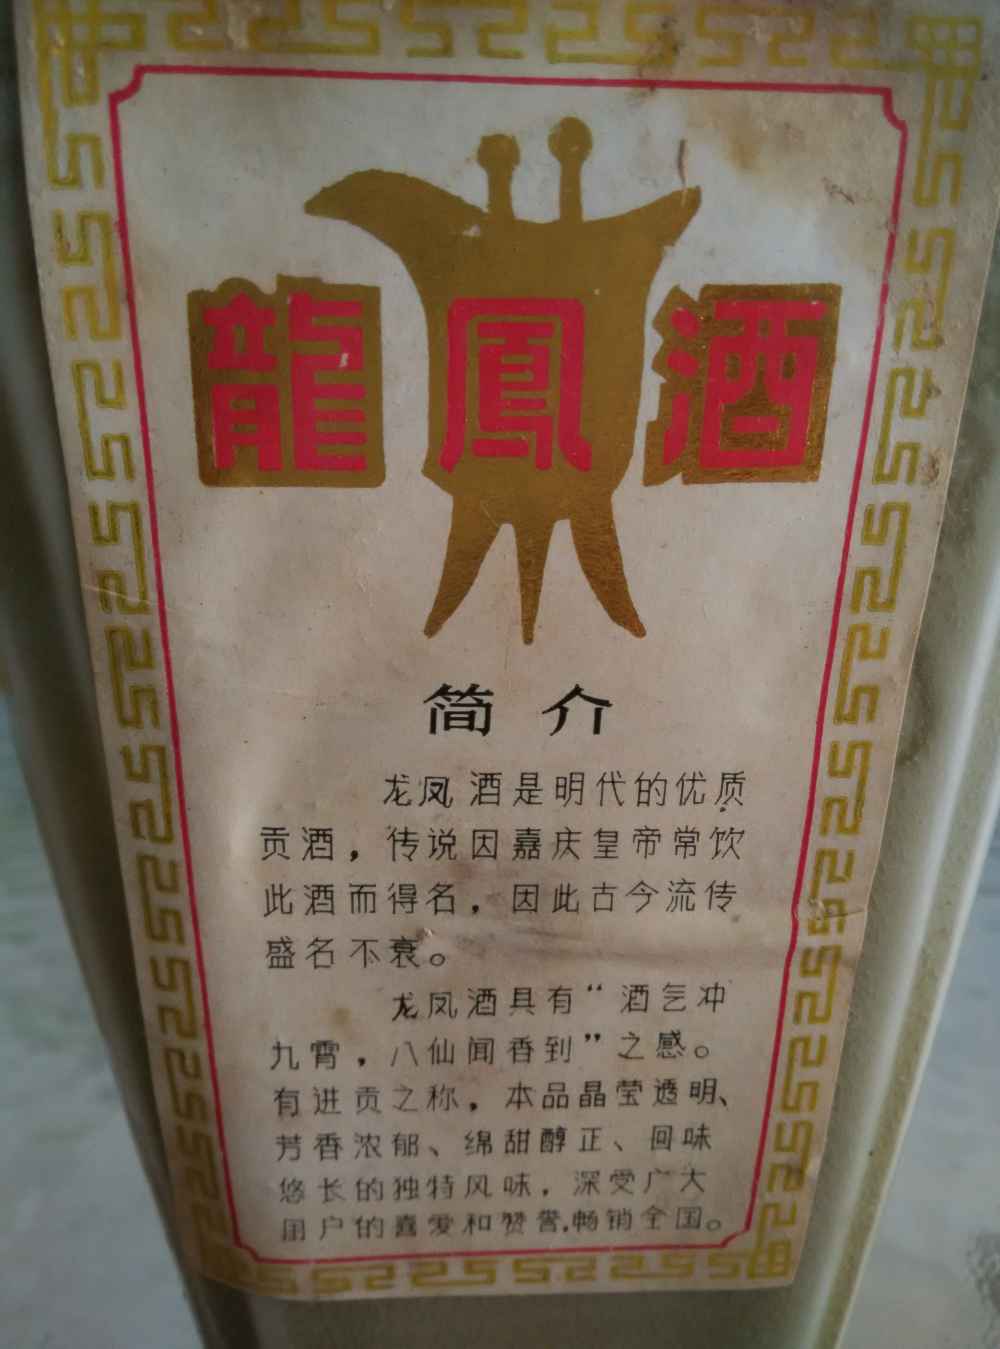 龍鳳酒
简介
龙凤酒是明代的优质
贡酒，传说因嘉庆皇帝常饮
此酒而得名，因此古今流传
盛名不衰。
龙凤酒具有“酒气冲
九霄，八仙闻香到”之感。
有进贡之称，本品晶莹透明、
芳香浓郁、绵甜醇正、回味
悠长的独特风味，深受广大
用户的喜爱和赞誉，畅销全国。